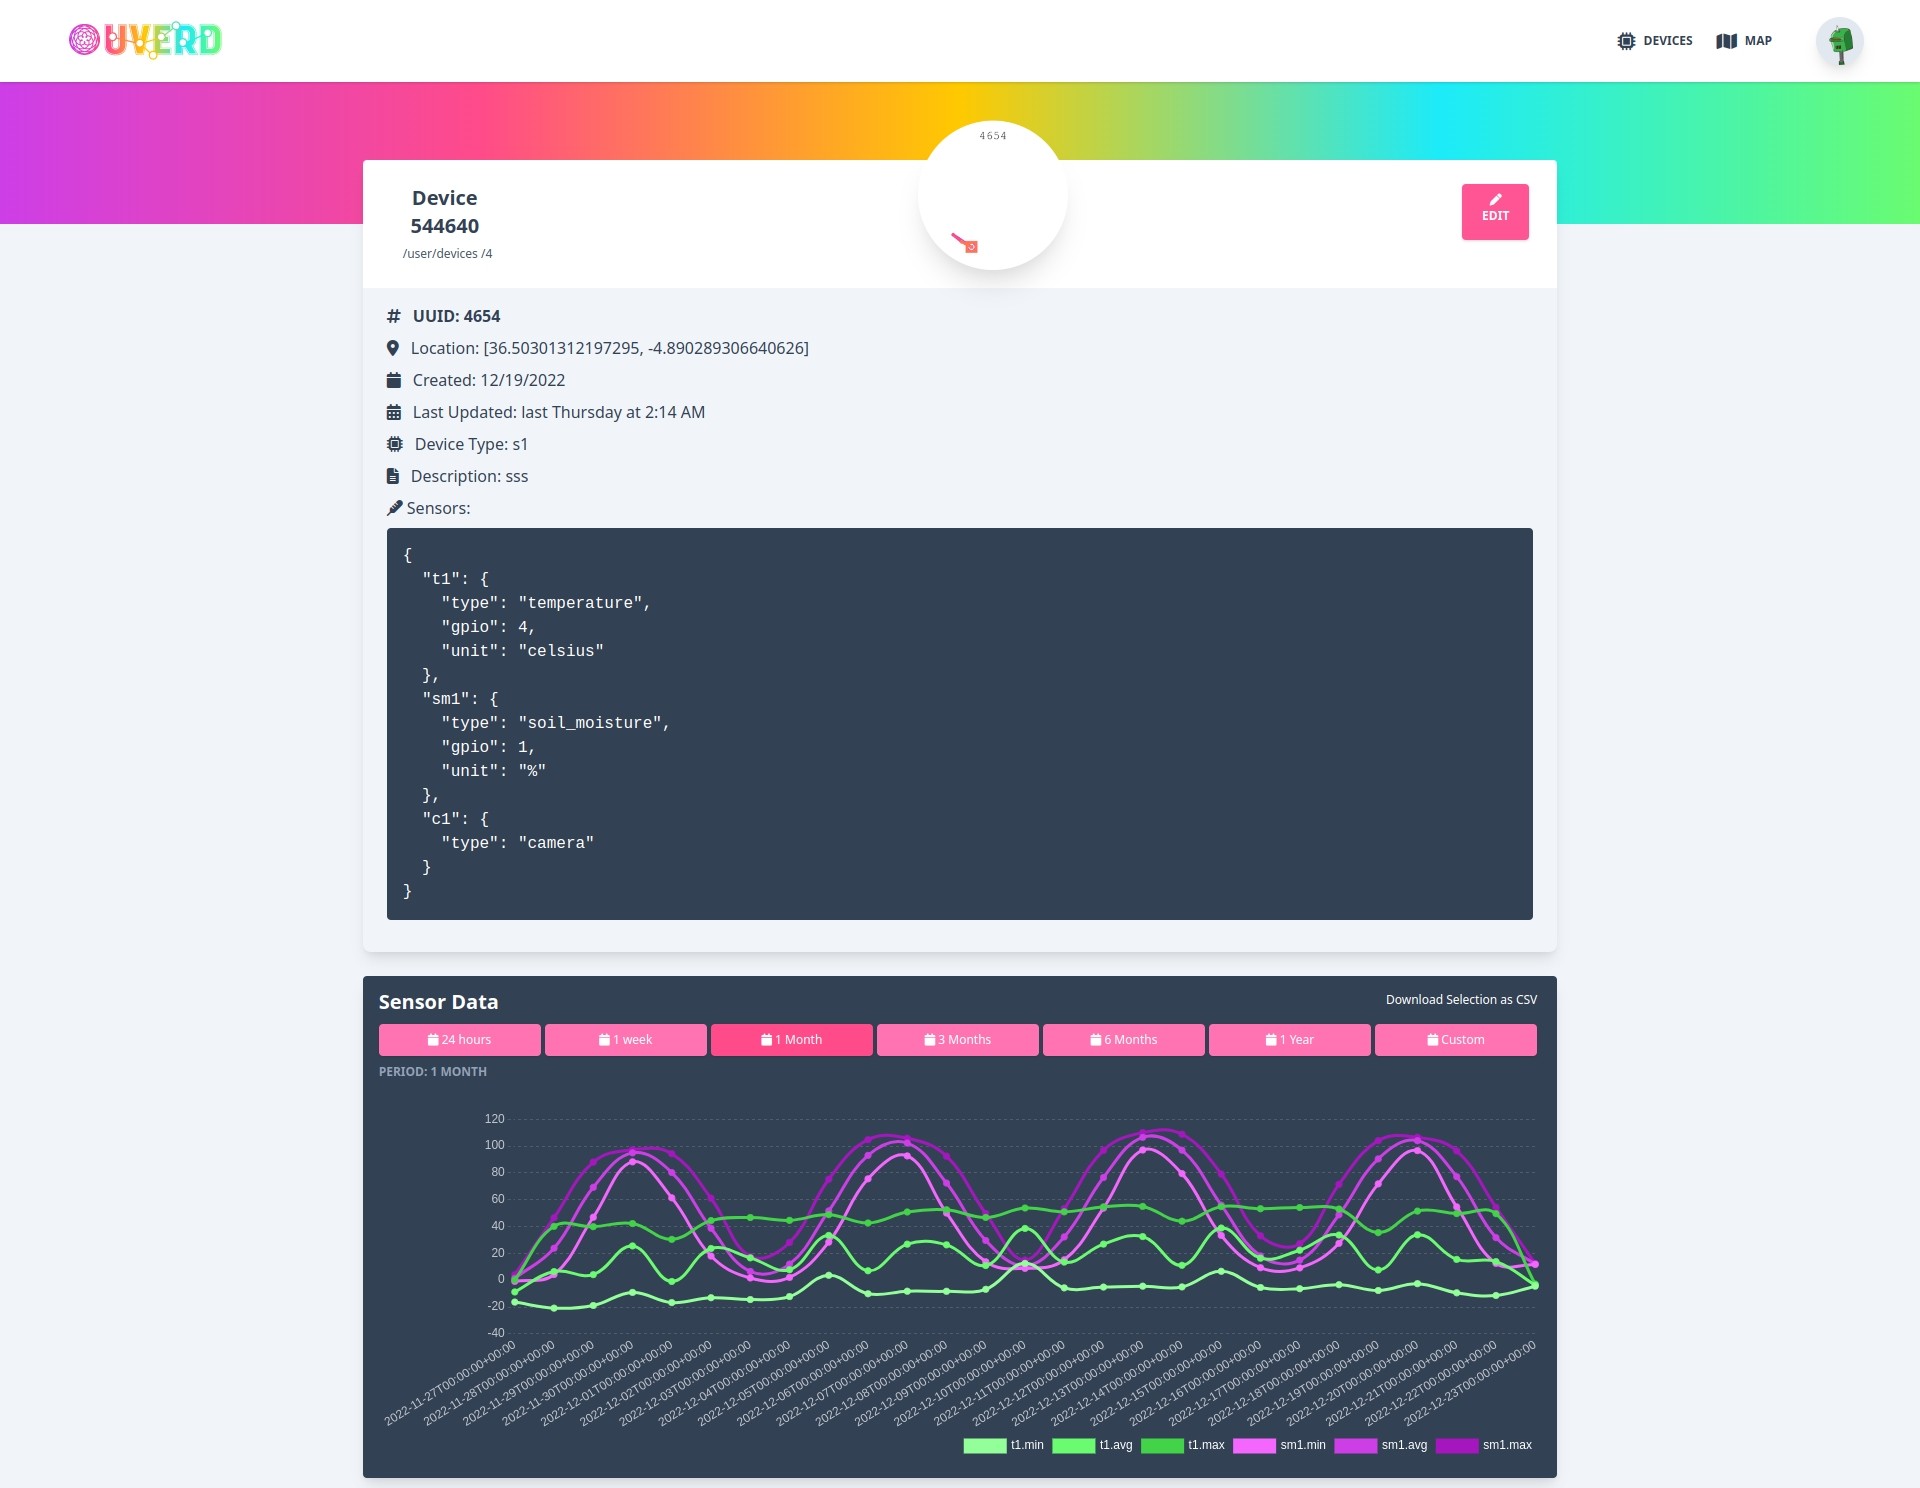 UVERD
DEVICES
MAP
4654
Device
544640
/user/devices /4
EDIT
UUID: 4654
Location: [36.50301312197295, -4.890289306640626]
Created: 12/19/2022
Last Updated: last Thursday at 2:14 AM
Device Type: s1
Description: sss
Sensors:
{
"t1": {
"type": "temperature",
"gpio": 4,
"unit": "celsius"
},
"sm1": {
"type": "soil_moisture",
"gpio": 1,
"unit": "%"
},
"c1": {
"type": "camera"
}
}
Sensor Data
Download Selection as CSV
24 hours
1 week
1 Month
3 Months
6 Months
1 Year
Custom
PERIOD: 1 MONTH
120
100
80
60
40
20
0
-20
-40
2022-11-27T00:00:00+00:00
2022-11-28T00:00:00+00:00
2022-11-29T00:00:00+00:00
2022-11-30T00:00:00+00:00
2022-12-01T00:00:00+00:00
2022-12-02T00:00:00+00:00
2022-12-03T00:00:00+00:00
2022-12-04T00:00:00+00:00
2022-12-05T00:00:00+00:00
2022-12-06T00:00:00+00:00
2022-12-07T00:00:00+00:00
2022-12-08T00:00:00+00:00
2022-12-09T00:00:00+00:00
2022-12-10T00:00:00+00:00
2022-12-11T00:00:00+00:00
2022-12-12T00:00:00+00:00
2022-12-13T00:00:00+00:00
2022-12-14T00:00:00+00:00
2022-12-15T00:00:00+00:00
2022-12-16T00:00:00+00:00
2022-12-17T00:00:00+00:00
2022-12-18T00:00:00+00:00
2022-12-19T00:00:00+00:00
2022-12-20T00:00:00+00:00
2022-12-21T00:00:00+00:00
2022-12-22T00:00:00+00:00
2022-12-23T00:00:00+00:00
t1.min
t1.avg
t1.max
sm1.min
sm1.avg
sm1.max